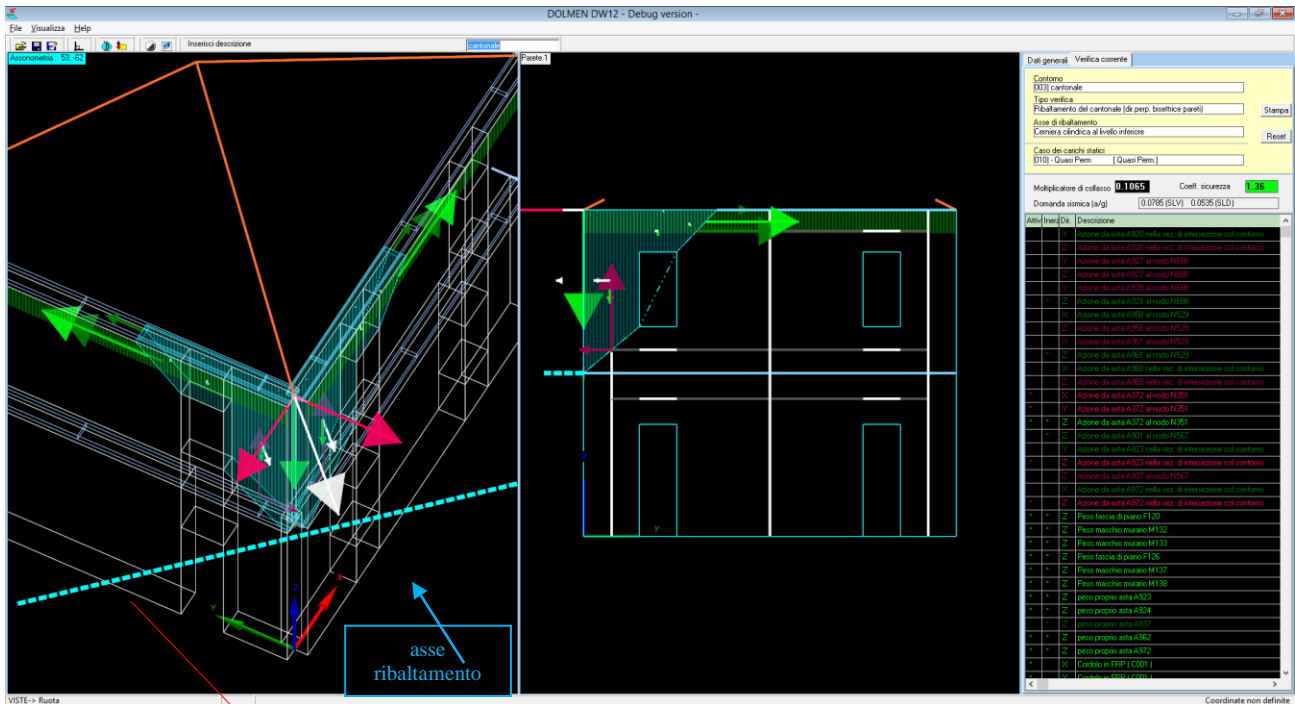 DOLMEN DW12 - Debug version -
File Visualizza Help
Inserisci descrizione cantonale
Assonometria : 53, -62
Parete 1
Dati generali Verifica corrente
Contorno
003) cantonale
Tipo verifica
Ribaltamento del cantonale (dir.perp. bisettrice pareti)
Stampa
Asse di ribaltamento
Cerniera cilindrica al livello inferiore
Reset
Caso dei carichi statici
010) - Quasi Perm [ Quasi Perm.]
Moltiplicatore di collasso 0.1065 Coeff. sicurezza 1.36
Domanda sismica (a/g) 0.0785 (SLV) 0.0535 (SLD)
Attiv Inerz Dir. Descrizione
Y Azione da asta A920 nella sez. di intersezione col contorno
Z Azione da asta A920 nella sez. di intersezione col contorno
Y Azione da asta A927 al nodo N688
Z Azione da asta A927 al nodo N688
Y Azione da asta A928 al nodo N688
* Z Azione da asta A928 al nodo N688
X Azione da asta A958 al nodo N529
Z Azione da asta A958 al nodo N529
X Azione da asta A961 al nodo N529
* Z Azione da asta A961 al nodo N529
X Azione da asta A968 nella sez. di intersezione col contorno
Z Azione da asta A968 nella sez. di intersezione col contorno
* X Azione da asta A372 al nodo N351
* Y Azione da asta A372 al nodo N351
* * Z Azione da asta A372 al nodo N351
* Z Azione da asta A901 al nodo N567
Y Azione da asta A923 nella sez. di intersezione col contorno
* Z Azione da asta A923 nella sez. di intersezione col contorno
Z Azione da asta A937 al nodo N567
X Azione da asta A972 nella sez. di intersezione col contorno
* Z Azione da asta A972 nella sez. di intersezione col contorno
* * Z Peso fascia di piano F120
* * Z Peso maschio murario M132
* * Z Peso maschio murario M133
* * Z Peso fascia di piano F126
* * Z Peso maschio murario M137
* * Z Peso maschio murario M138
* * Z peso proprio asta A923
* * Z peso proprio asta A924
* Z peso proprio asta A937
* * Z peso proprio asta A962
* * Z peso proprio asta A972
* X Cordolo in FRP ( C001 )
* Y Cordolo in FRP ( C001 )
Z
X
Y
Z
Y
asse
ribaltamento
VISTE-> Ruota
Coordinate non definite